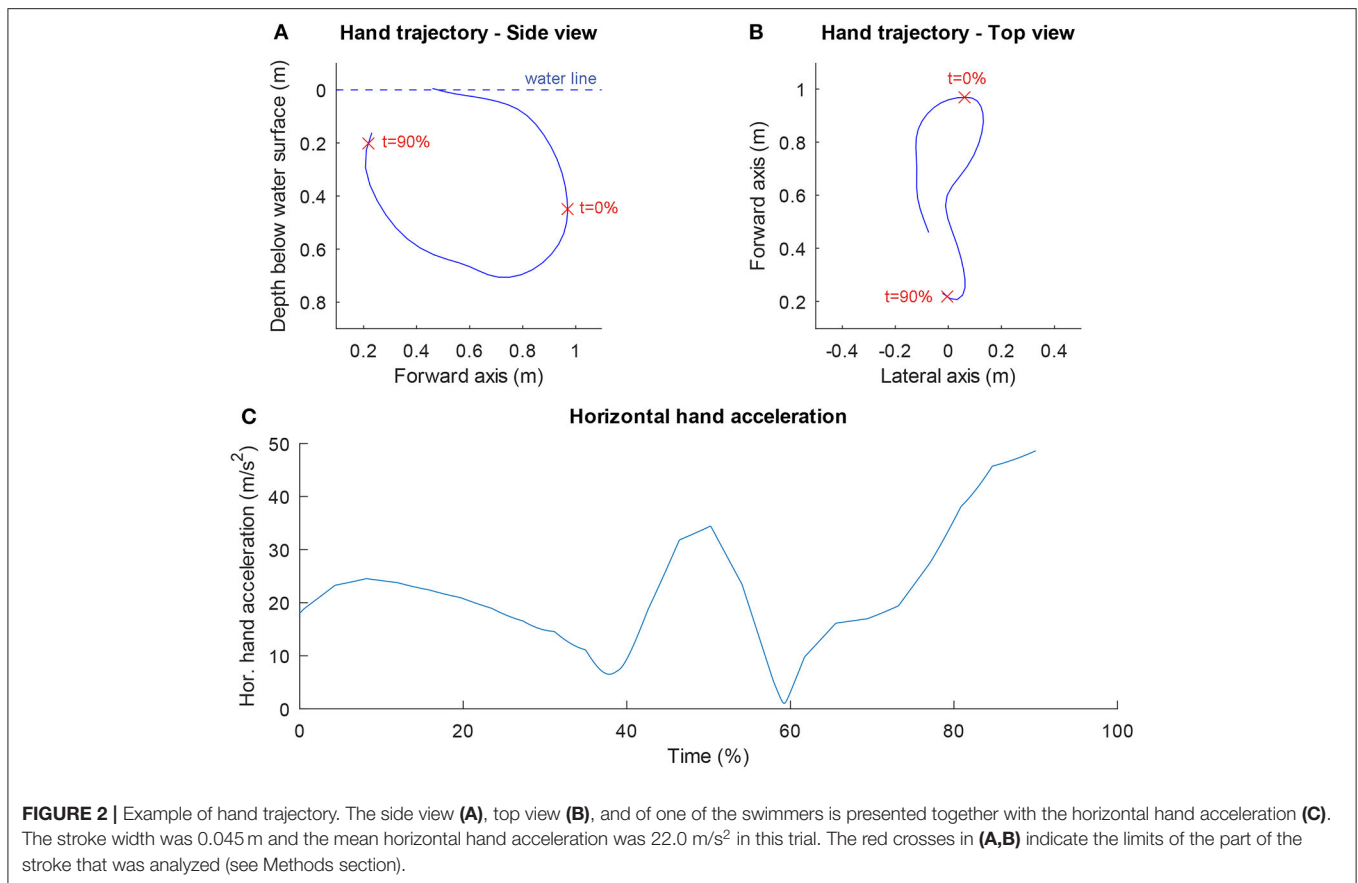 A Hand trajectory - Side view
water line
0
0.2
0.4
0.6
0.8
t=90%
t=0%
Depth below water surface (m)
0.2 0.4 0.6 0.8 1
Forward axis (m)
B Hand trajectory - Top view
t=0%
1
0.8
0.6
0.4
0.2
t=90%
Forward axis (m)
-0.4 -0.2 0 0.2 0.4
Lateral axis (m)
C Horizontal hand acceleration
50
40
30
20
10
0
Hor. hand acceleration (m/s²)
0 20 40 60 80 100
Time (%)
FIGURE 2 | Example of hand trajectory. The side view (A), top view (B), and of one of the swimmers is presented together with the horizontal hand acceleration (C).
The stroke width was 0.045 m and the mean horizontal hand acceleration was 22.0 m/s² in this trial. The red crosses in (A,B) indicate the limits of the part of the
stroke that was analyzed (see Methods section).